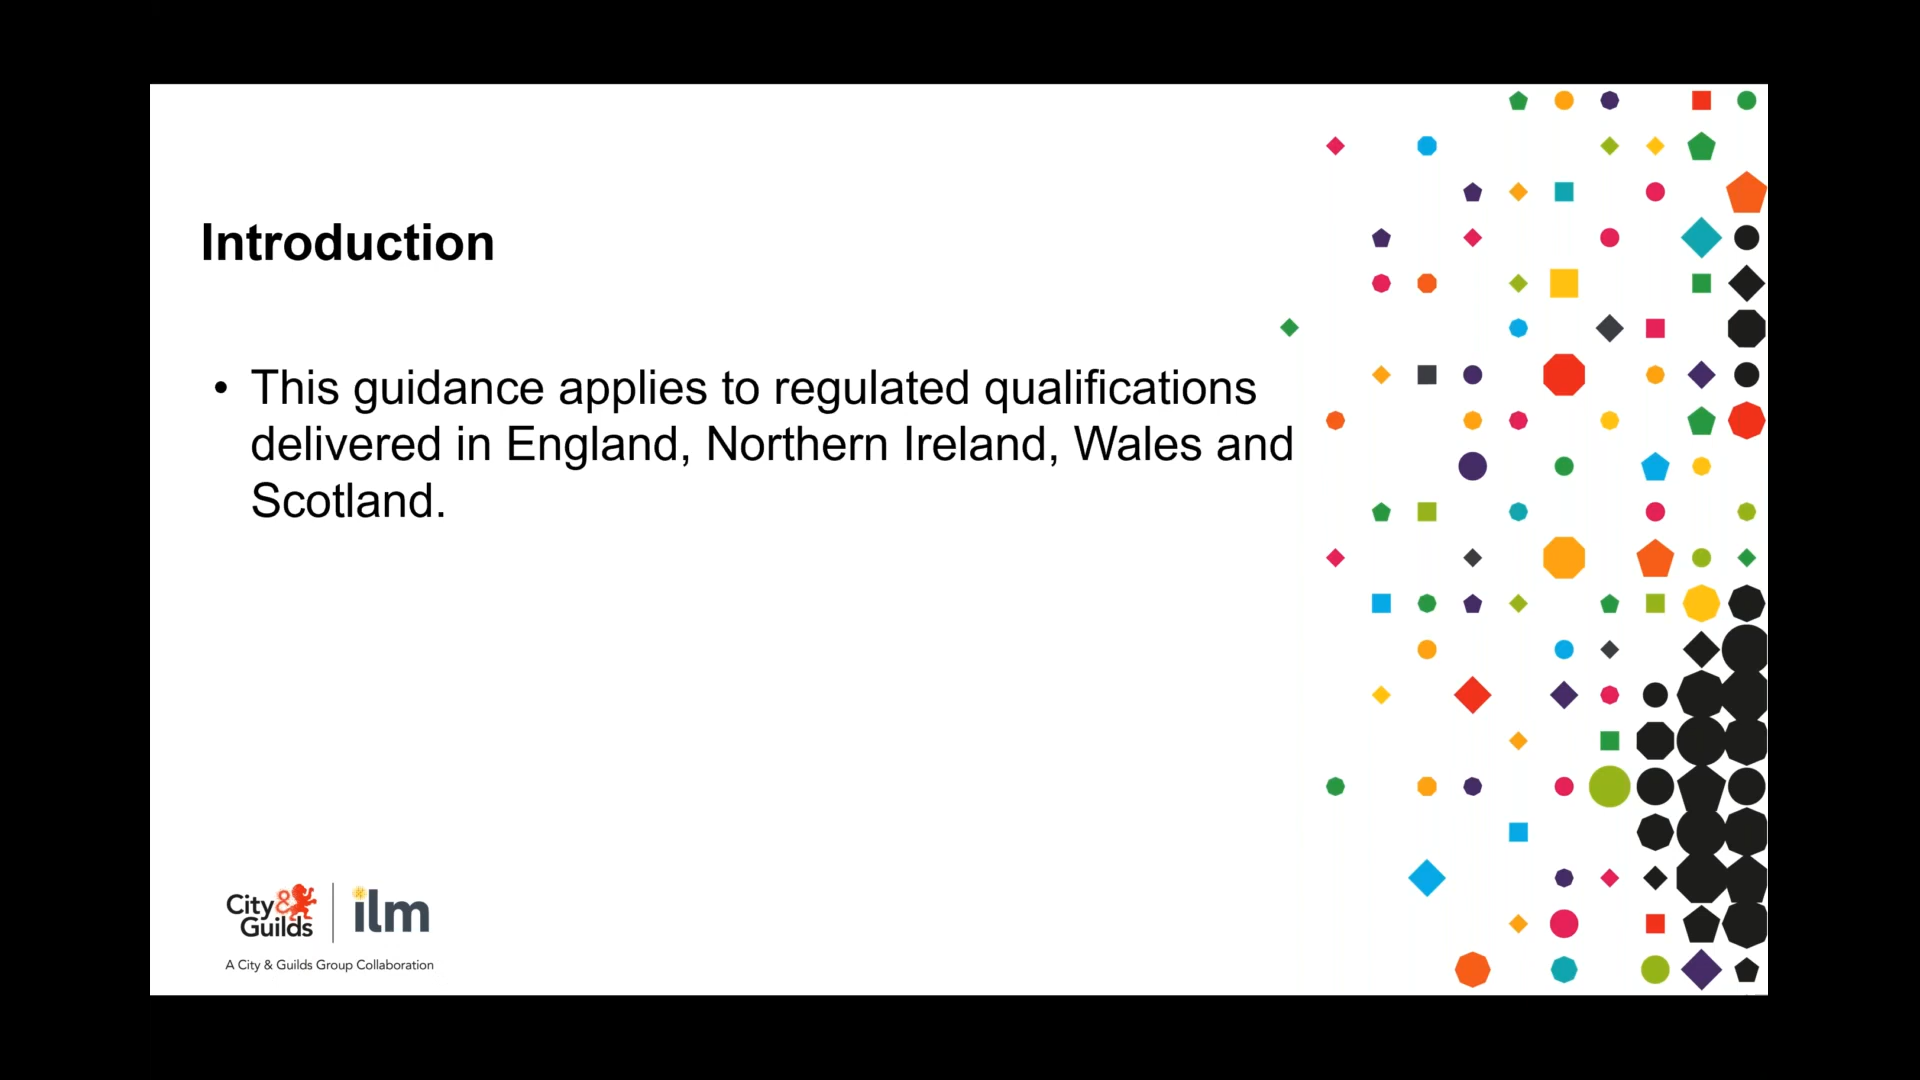 Introduction
• This guidance applies to regulated qualifications
delivered in England, Northern Ireland, Wales and
Scotland.
City &
Guilds
ilm
A City & Guilds Group Collaboration